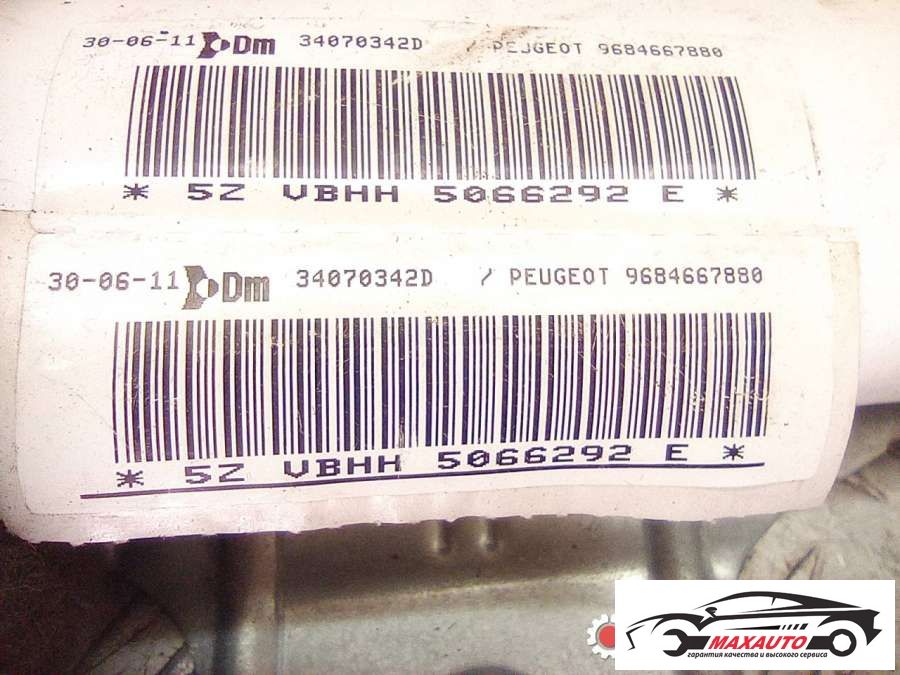 30-06-11 Dm 34070342D / PEUGEOT 9684667880
* 5Z VBHH 5066292 E *
30-06-11 Dm 34070342D / PEUGEOT 9684667880
* 5Z VBHH 5066292 E *
MAXAUTO
гарантия качества и высокого сервиса